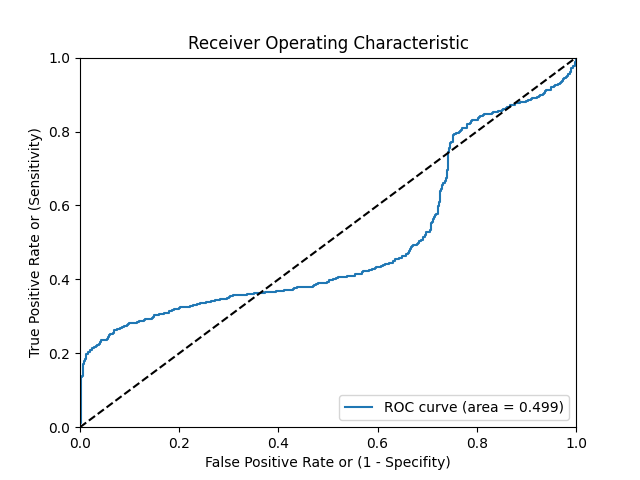 Receiver Operating Characteristic
True Positive Rate or (Sensitivity)
1.0
0.8
0.6
0.4
0.2
0.0
ROC curve (area = 0.499)
0.0 0.2 0.4 0.6 0.8 1.0
False Positive Rate or (1 - Specifity)